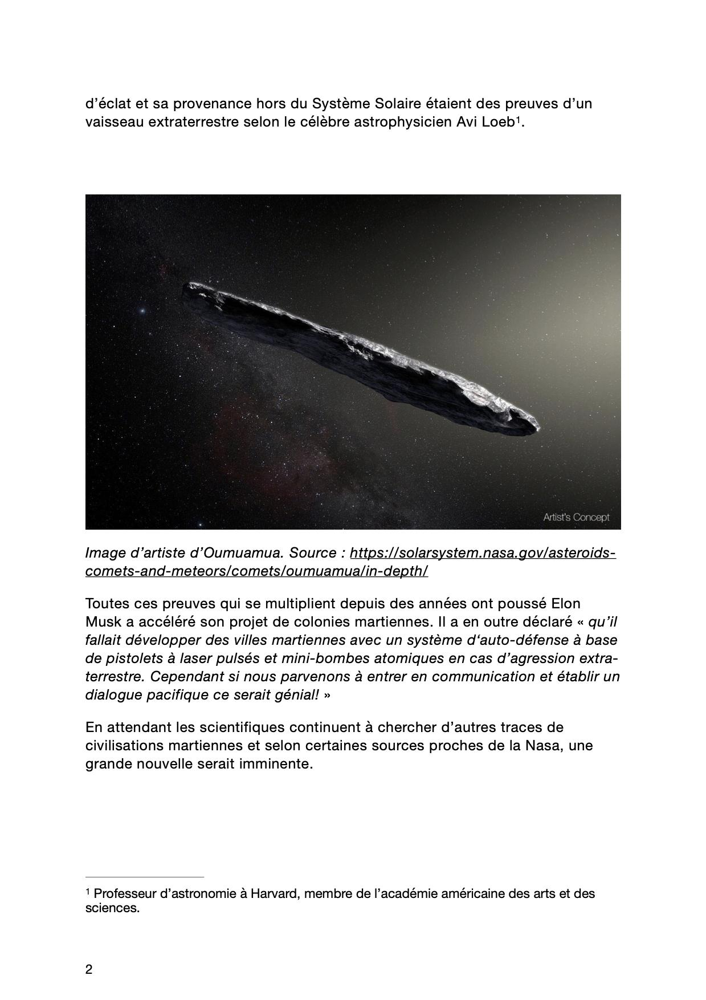 d’éclat et sa provenance hors du Système Solaire étaient des preuves d’un
vaisseau extraterrestre selon le célèbre astrophysicien Avi Loeb¹.
Artist’s Concept
Image d’artiste d’Oumuamua. Source : https://solarsystem.nasa.gov/asteroids-
comets-and-meteors/comets/oumuamua/in-depth/
Toutes ces preuves qui se multiplient depuis des années ont poussé Elon
Musk a accéléré son projet de colonies martiennes. Il a en outre déclaré « qu’il
fallait développer des villes martiennes avec un système d‘auto-défense à base
de pistolets à laser pulsés et mini-bombes atomiques en cas d’agression extra-
terrestre. Cependant si nous parvenons à entrer en communication et établir un
dialogue pacifique ce serait génial! »
En attendant les scientifiques continuent à chercher d’autres traces de
civilisations martiennes et selon certaines sources proches de la Nasa, une
grande nouvelle serait imminente.
¹ Professeur d’astronomie à Harvard, membre de l’académie américaine des arts et des
sciences.
2